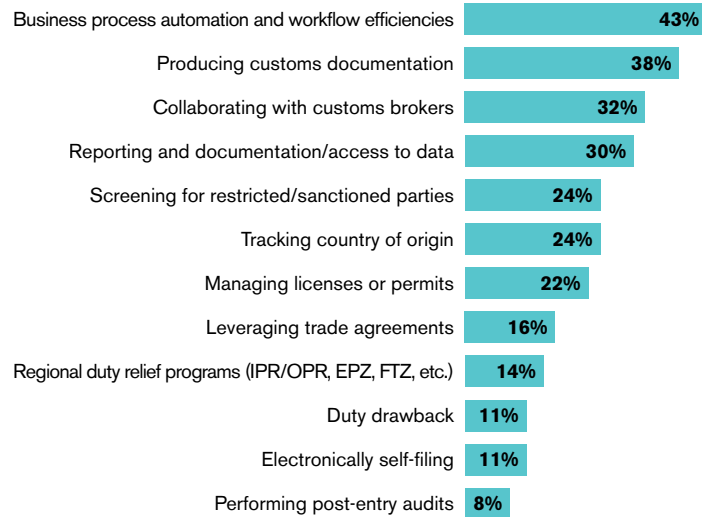 Business process automation and workflow efficiencies 43%
Producing customs documentation 38%
Collaborating with customs brokers 32%
Reporting and documentation/access to data 30%
Screening for restricted/sanctioned parties 24%
Tracking country of origin 24%
Managing licenses or permits 22%
Leveraging trade agreements 16%
Regional duty relief programs (IPR/OPR, EPZ, FTZ, etc.) 14%
Duty drawback 11%
Electronically self-filing 11%
Performing post-entry audits 8%